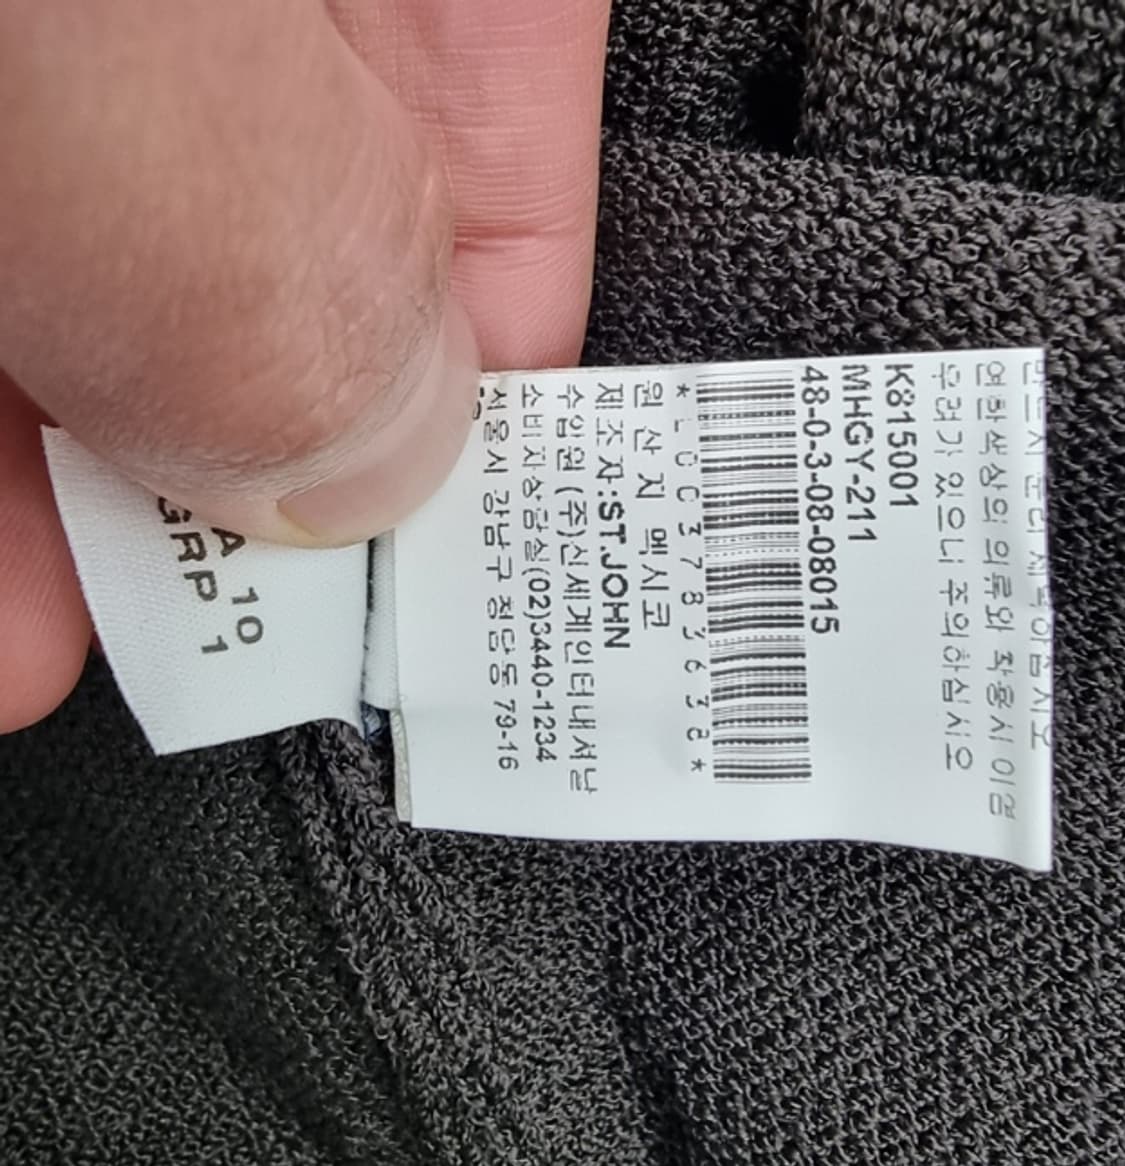 연한색상의 의류와 착용시 이염
우려가 있으니 주의하십시오
K815001
MHGY-211
48-0-3-08-08015
원 산 지 멕시코
제조자:ST.JOHN
수입원 (주)신세계인터내셔날
소비자상담실(02)3440-1234
서울시 강남구 청담동 79-16
A 10
GRP 1